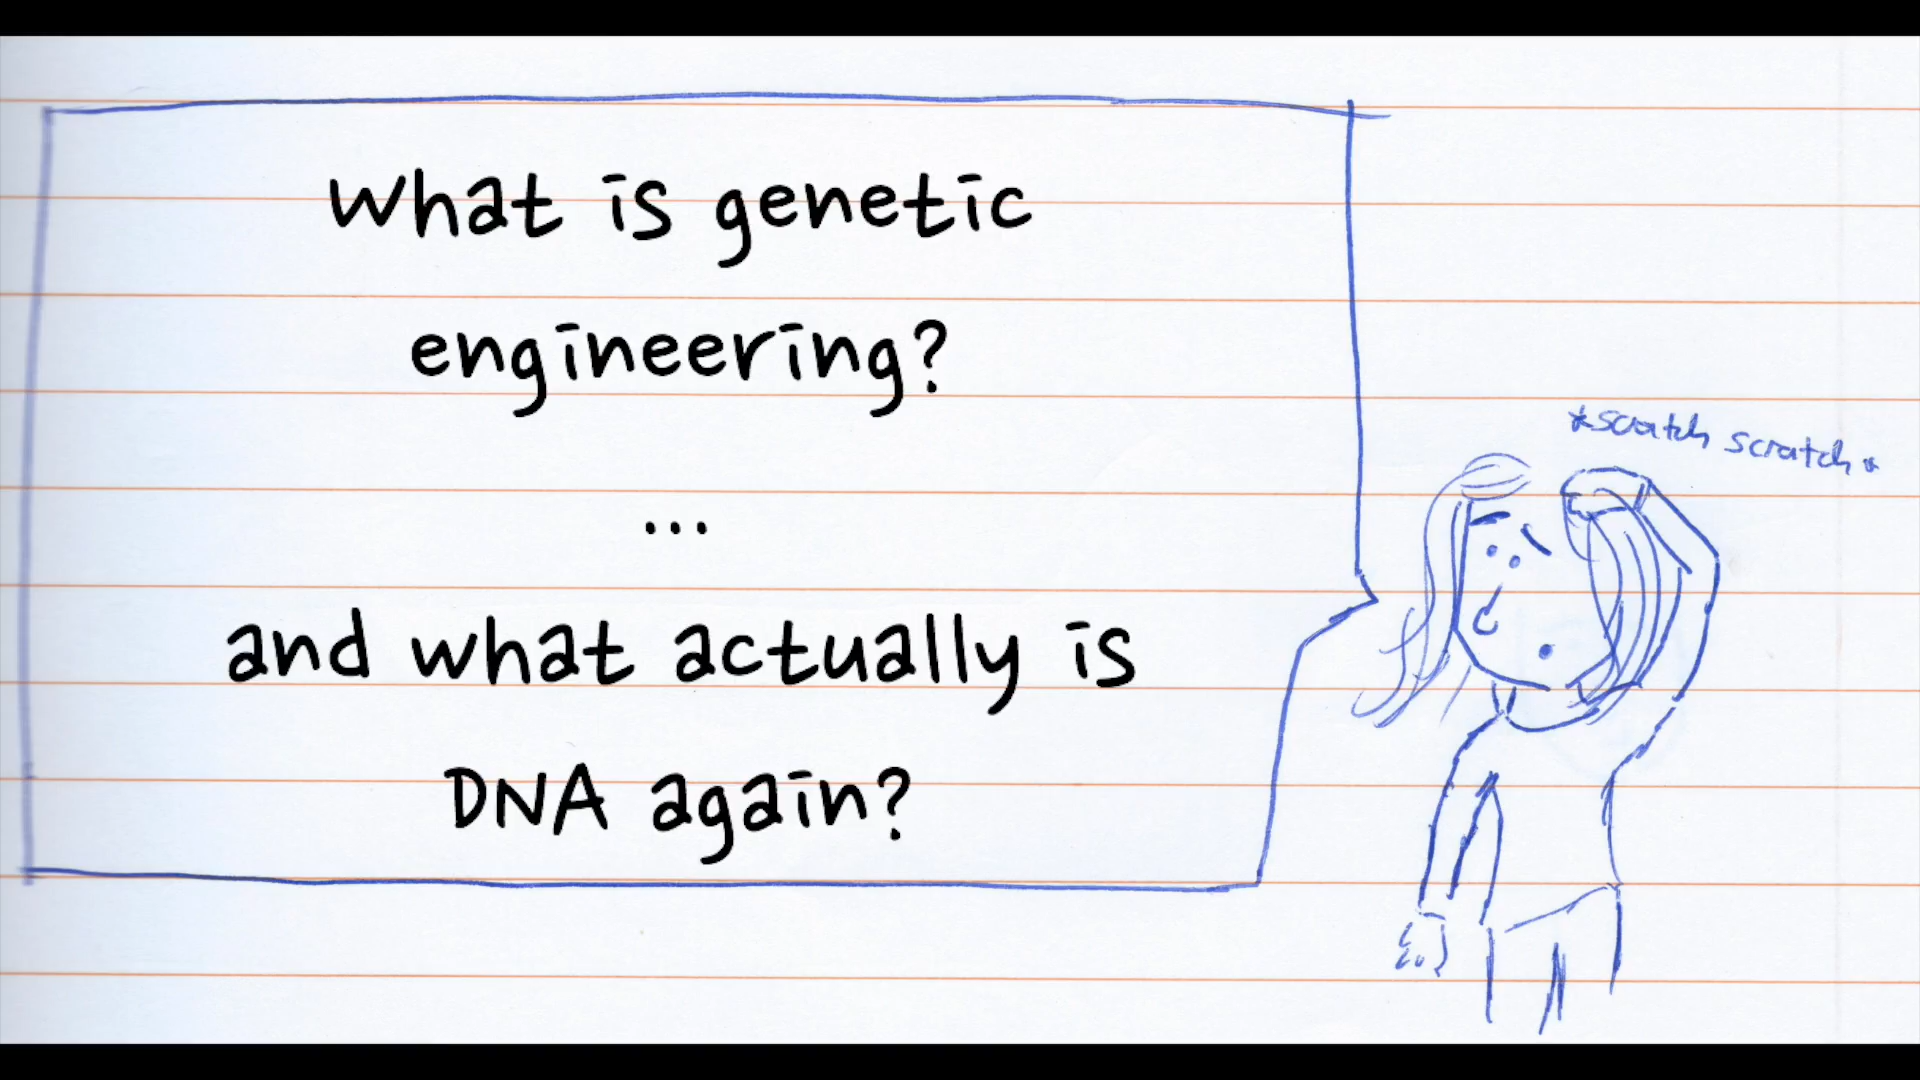 What is genetic
engineering?
...
and what actually is
DNA again?
*scratch scratch*